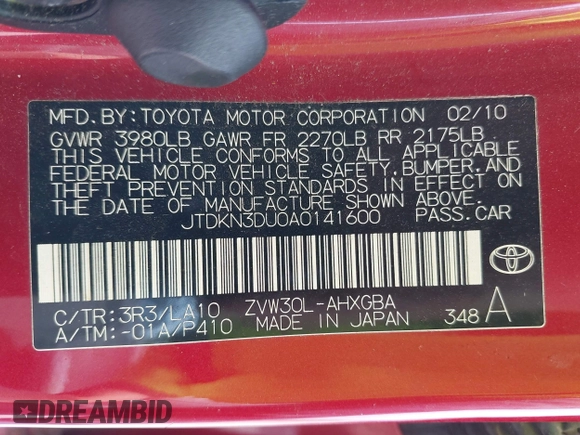 MFD.BY:TOYOTA MOTOR CORPORATION 02/10
GVWR 3980LB GAWR FR 2270LB RR 2175LB
THIS VEHICLE CONFORMS TO ALL APPLICABLE
FEDERAL MOTOR VEHICLE SAFETY,BUMPER,AND
THEFT PREVENTION STANDARDS IN EFFECT ON
THE DATE OF MANUFACTURE SHOWN ABOVE.
JTDKN3DU0A0141600 PASS.CAR
C/TR:3R3/LA10 ZVW30L-AHXGBA
A/TM:-01A/P410 MADE IN JAPAN 348 A
TOYOTA
DREAMBID